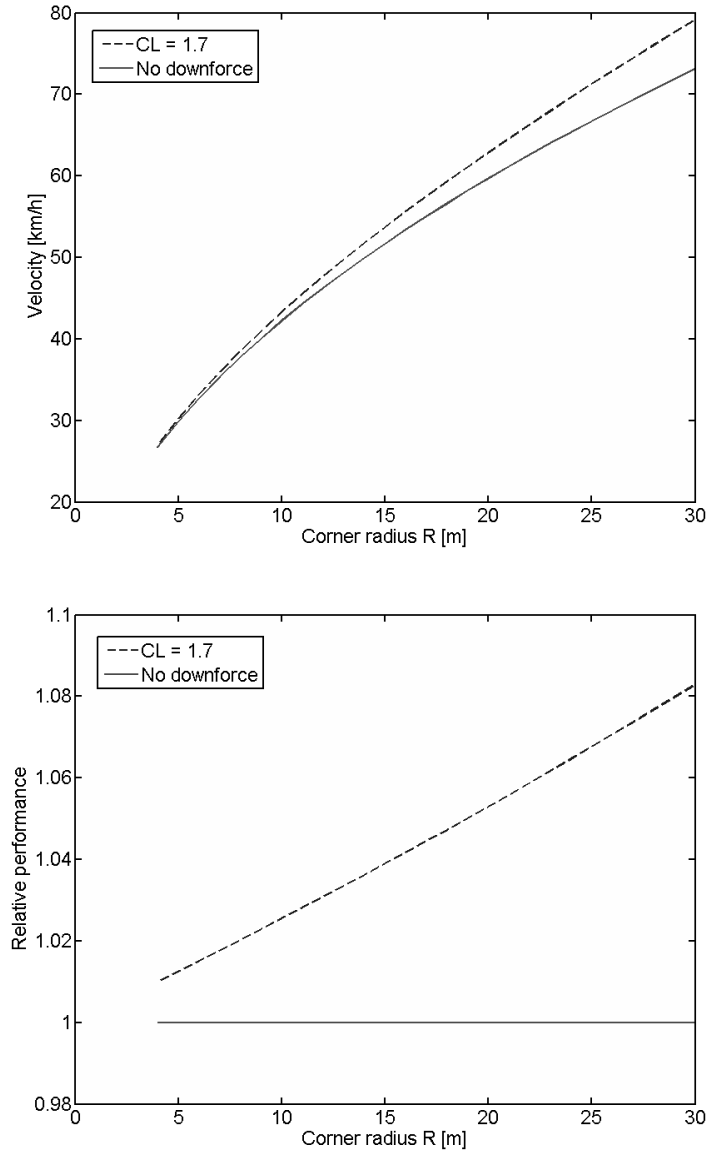 80
70
60
50
40
30
20
Velocity [km/h]
CL = 1.7
No downforce
0 5 10 15 20 25 30
Corner radius R [m]
1.1
1.08
1.06
1.04
1.02
1
0.98
Relative performance
CL = 1.7
No downforce
0 5 10 15 20 25 30
Corner radius R [m]